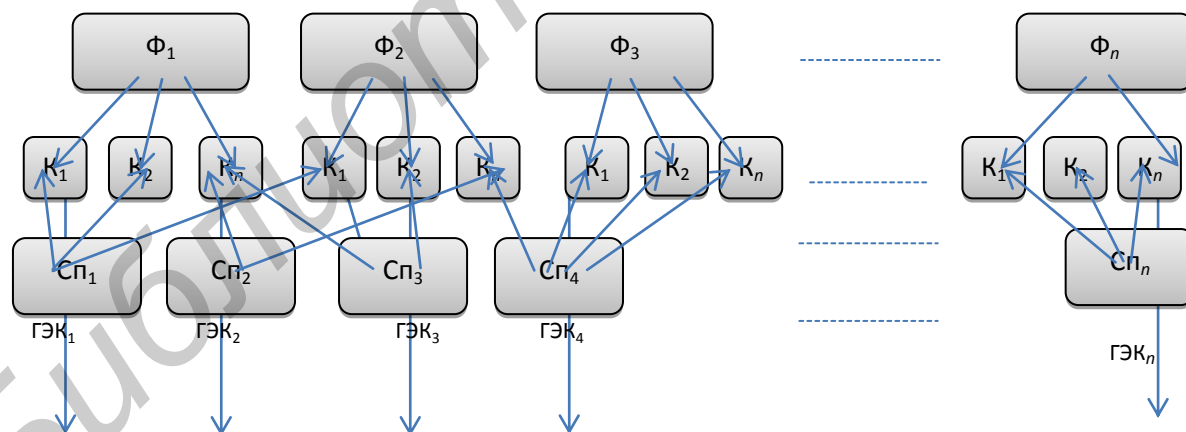 Ф₁ Ф₂ Ф₃ Фₙ
К₁ К₂ Кₙ К₁ К₂ Кₙ К₁ К₂ Кₙ К₁ К₂ Кₙ
Сп₁ Сп₂ Сп₃ Сп₄ Спₙ
ГЭК₁ ГЭК₂ ГЭК₃ ГЭК₄ ГЭКₙ